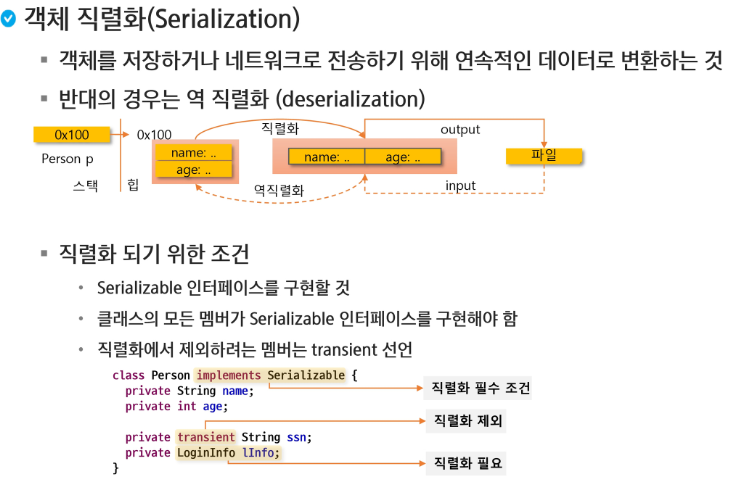 객체 직렬화(Serialization)
객체를 저장하거나 네트워크로 전송하기 위해 연속적인 데이터로 변환하는 것
반대의 경우는 역 직렬화 (deserialization)
0x100
0x100
Person p
스택
힙
name: ..
age: ..
직렬화
역직렬화
name: ..
age: ..
output
input
파일
직렬화 되기 위한 조건
Serializable 인터페이스를 구현할 것
클래스의 모든 멤버가 Serializable 인터페이스를 구현해야 함
직렬화에서 제외하려는 멤버는 transient 선언
class Person implements Serializable {
private String name;
private int age;
private transient String ssn;
private LoginInfo lInfo;
}
직렬화 필수 조건
직렬화 제외
직렬화 필요